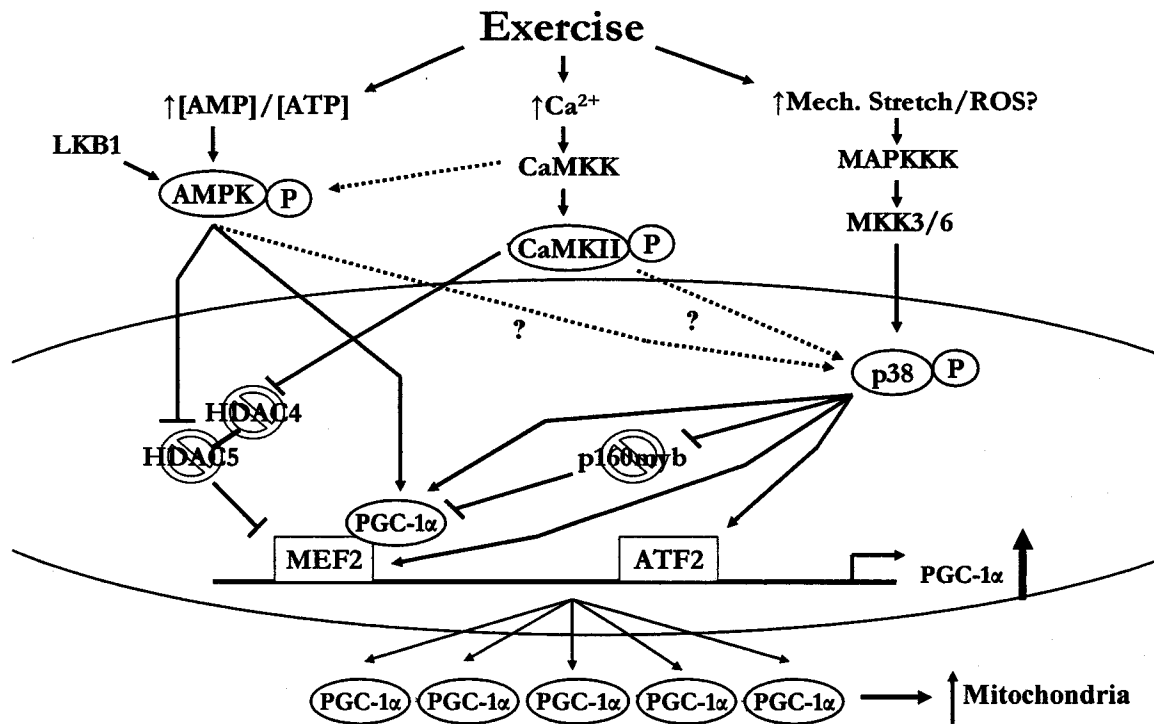 Exercise
↑[AMP]/[ATP]
↑Ca²⁺
↑Mech. Stretch/ROS?
LKB1
CaMKK
MAPKKK
AMPK P
MKK3/6
CaMKII P
?
?
p38 P
HDAC4
HDAC5
p160myb
PGC-1α
MEF2
ATF2
PGC-1α
PGC-1α PGC-1α PGC-1α PGC-1α PGC-1α
↑Mitochondria